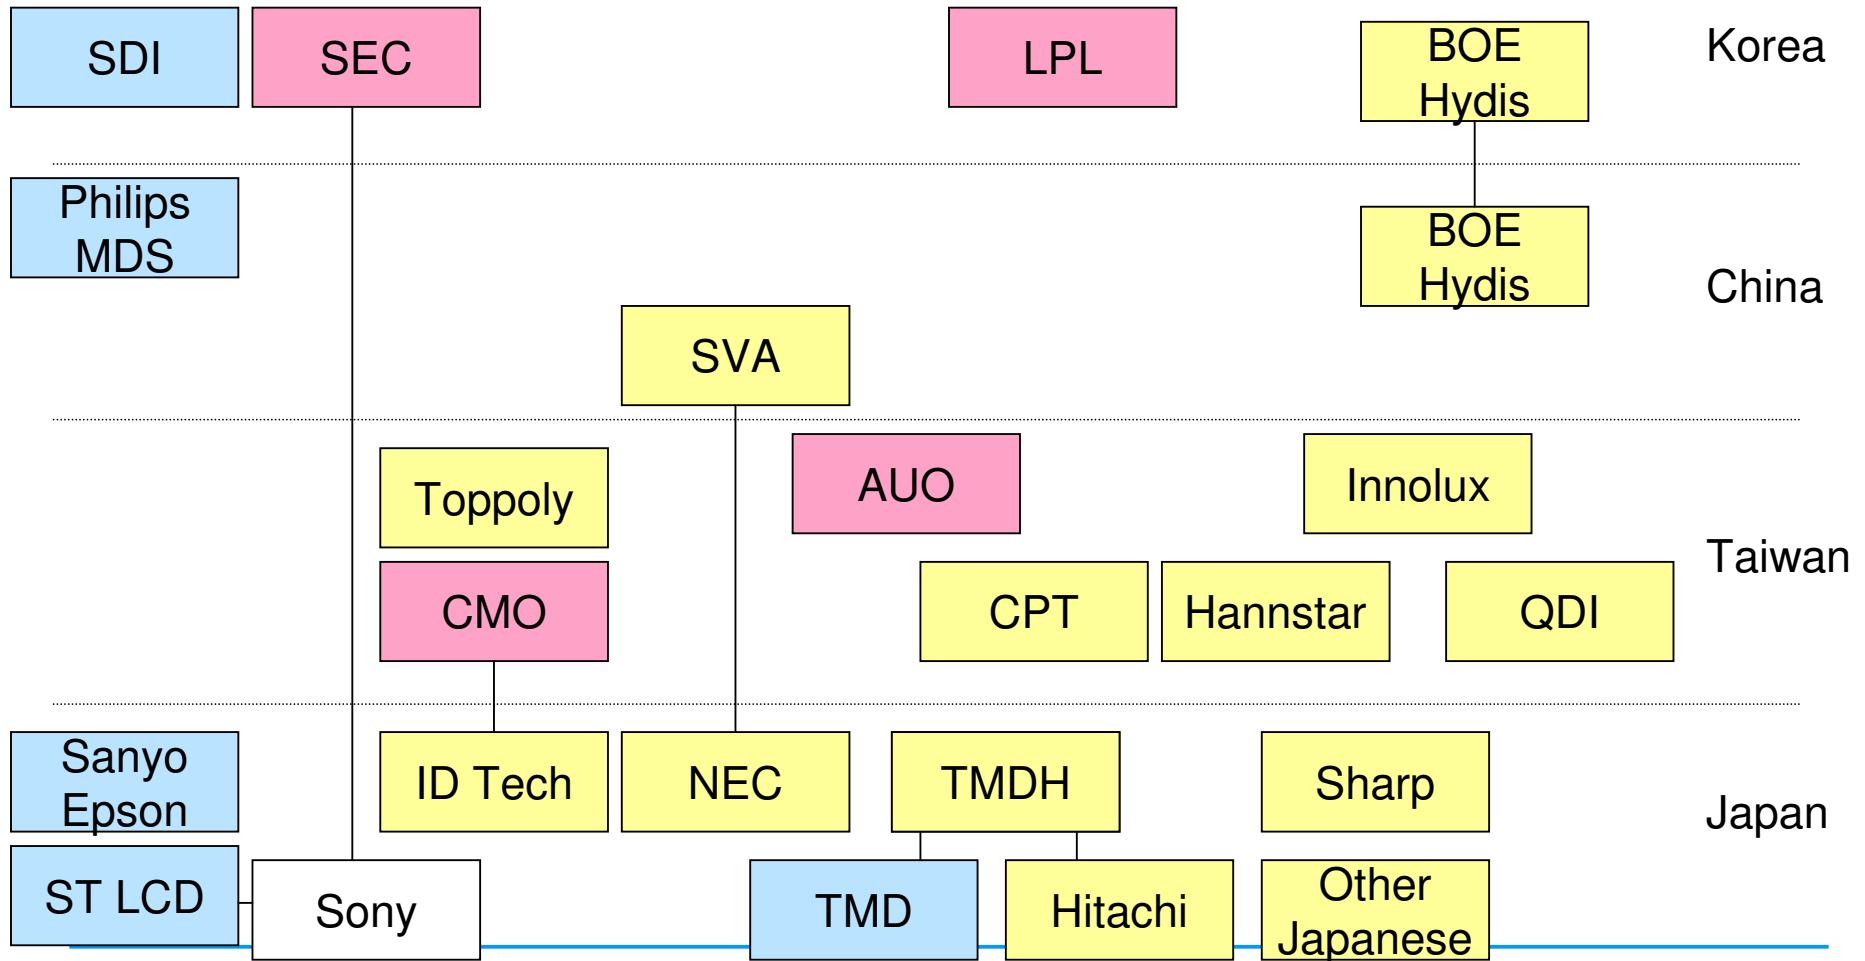 SDI
SEC
LPL
BOE
Hydis
Korea
Philips
MDS
BOE
Hydis
China
SVA
Toppoly
AUO
Innolux
Taiwan
CMO
CPT
Hannstar
QDI
Sanyo
Epson
ID Tech
NEC
TMDH
Sharp
Japan
ST LCD
Sony
TMD
Hitachi
Other
Japanese